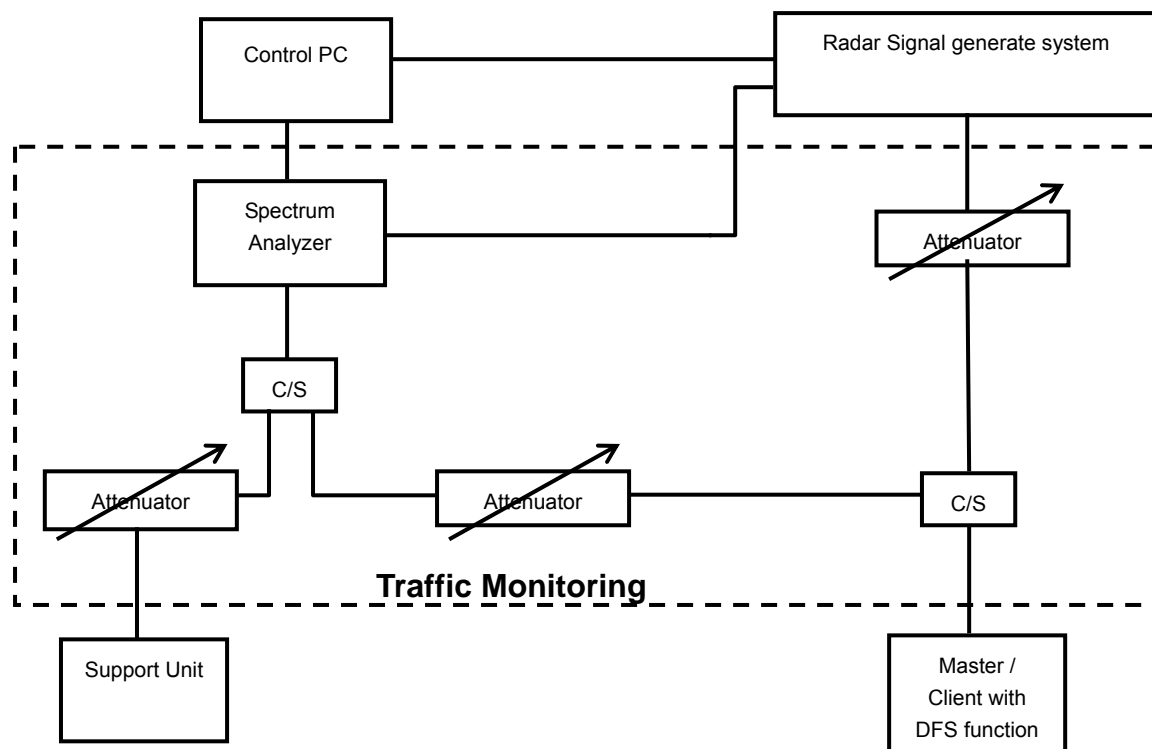 Control PC
Radar Signal generate system
Spectrum
Analyzer
Attenuator
C/S
Attenuator
Attenuator
C/S
Traffic Monitoring
Support Unit
Master /
Client with
DFS function